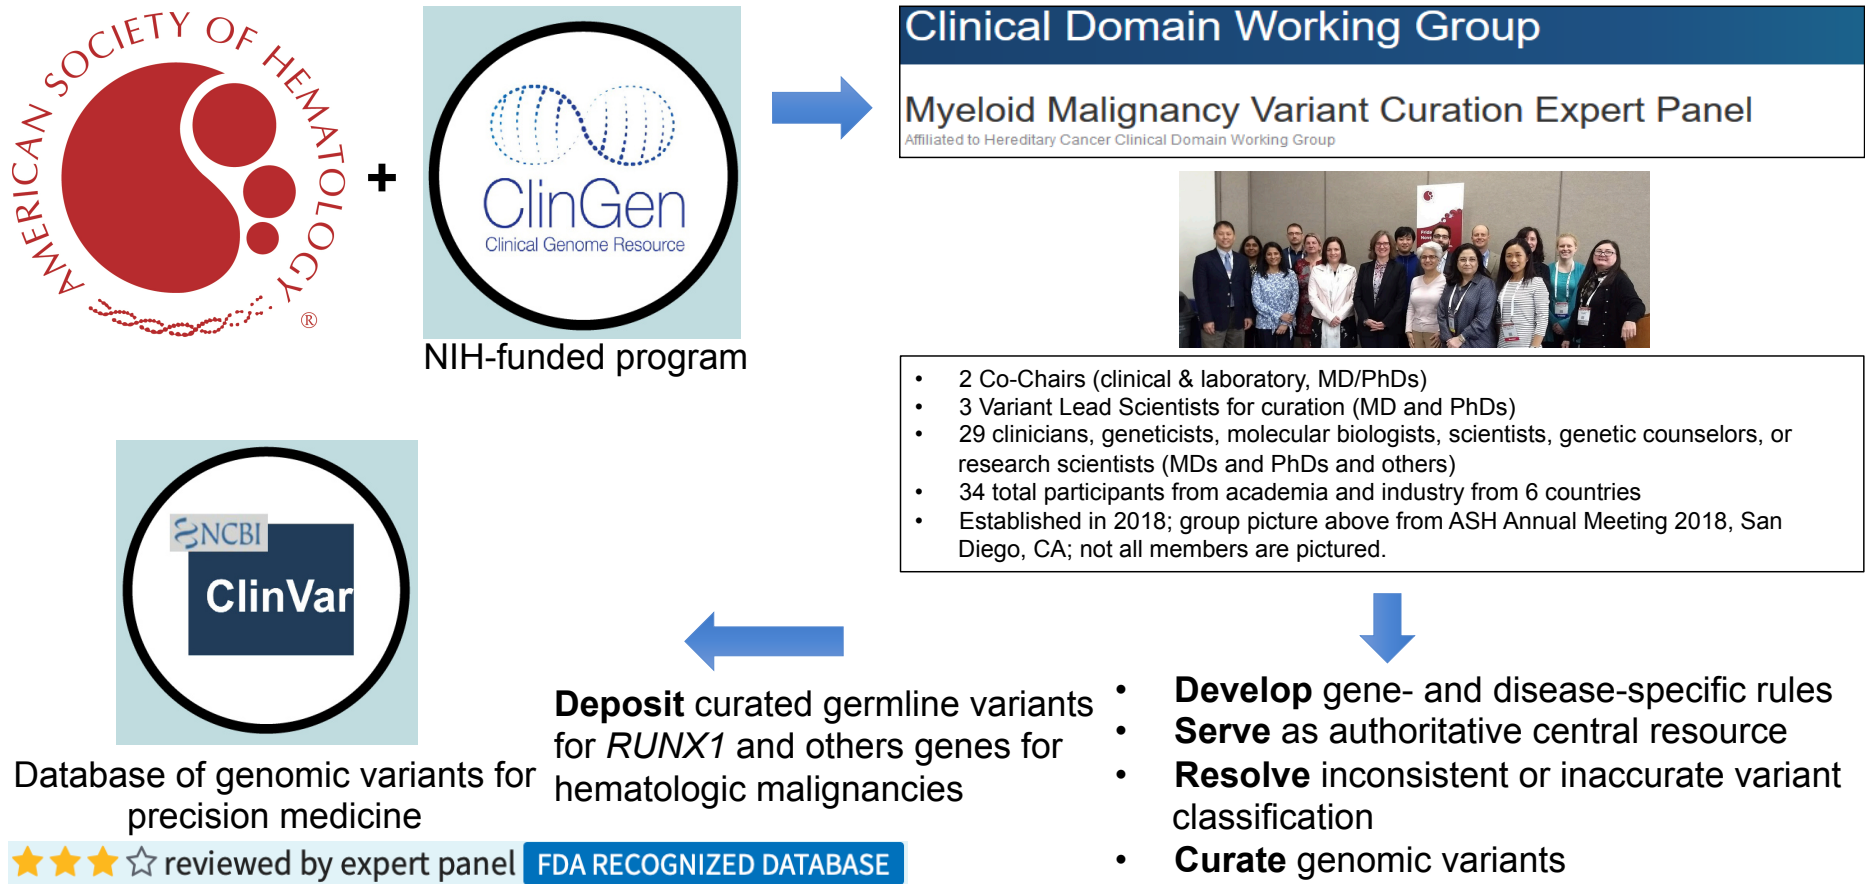 AMERICAN SOCIETY OF HEMATOLOGY
®
+
ClinGen
Clinical Genome Resource
NIH-funded program
Clinical Domain Working Group
Myeloid Malignancy Variant Curation Expert Panel
Affiliated to Hereditary Cancer Clinical Domain Working Group
• 2 Co-Chairs (clinical & laboratory, MD/PhDs)
• 3 Variant Lead Scientists for curation (MD and PhDs)
• 29 clinicians, geneticists, molecular biologists, scientists, genetic counselors, or
research scientists (MDs and PhDs and others)
• 34 total participants from academia and industry from 6 countries
• Established in 2018; group picture above from ASH Annual Meeting 2018, San
Diego, CA; not all members are pictured.
• Develop gene- and disease-specific rules
• Serve as authoritative central resource
• Resolve inconsistent or inaccurate variant
classification
• Curate genomic variants
Deposit curated germline variants
for RUNX1 and others genes for
hematologic malignancies
NCBI
ClinVar
Database of genomic variants for
precision medicine
reviewed by expert panel FDA RECOGNIZED DATABASE